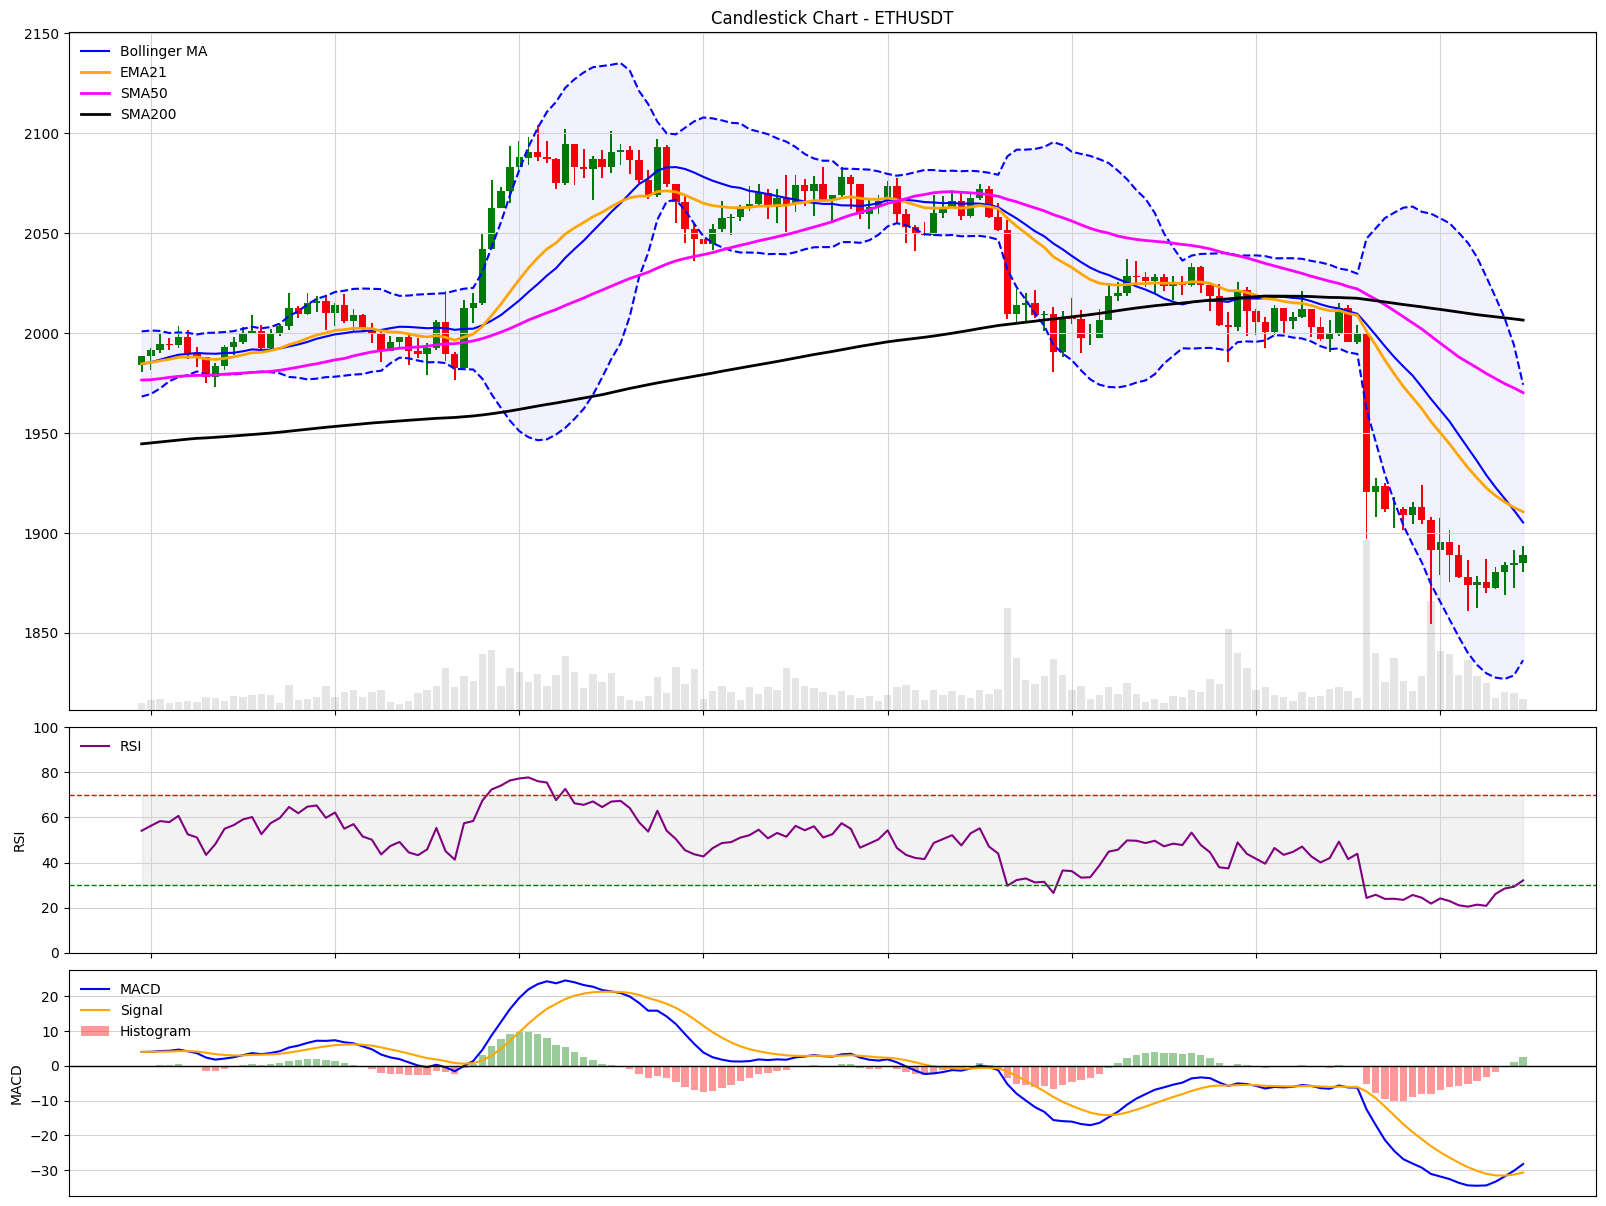 Candlestick Chart - ETHUSDT
2150
2100
2050
2000
1950
1900
1850
Bollinger MA
EMA21
SMA50
SMA200
100
80
60
40
20
0
RSI
RSI
20
10
0
−10
−20
−30
MACD
MACD
Signal
Histogram